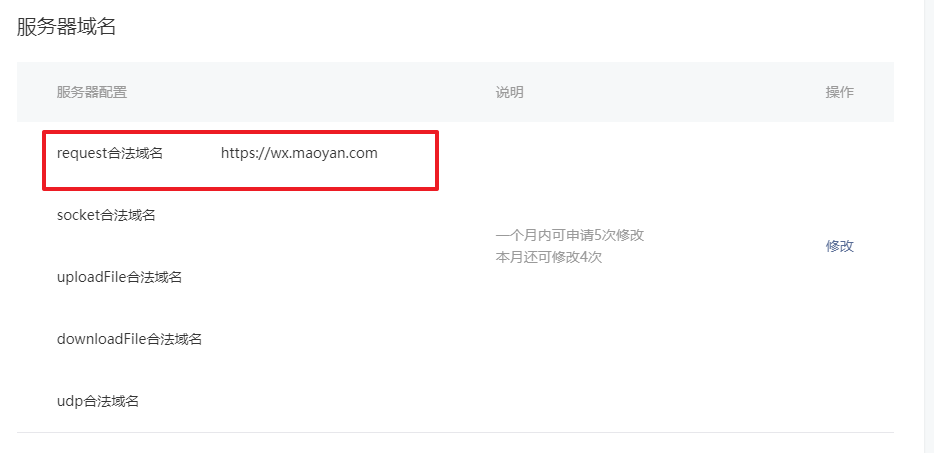 服务器域名
服务器配置 说明 操作
request合法域名 https://wx.maoyan.com
socket合法域名
一个月内可申请5次修改
本月还可修改4次
修改
uploadFile合法域名
downloadFile合法域名
udp合法域名